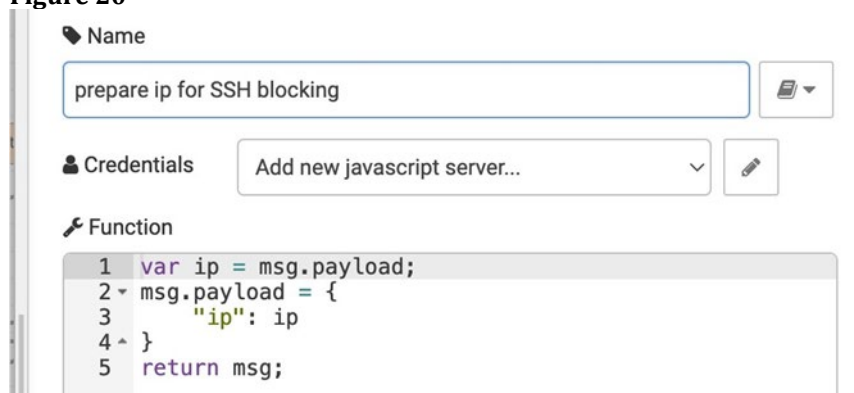 Figure 20
Name
prepare ip for SSH blocking
Credentials
Add new javascript server...
Function
1 var ip = msg.payload;
2 msg.payload = {
3     "ip": ip
4 }
5 return msg;